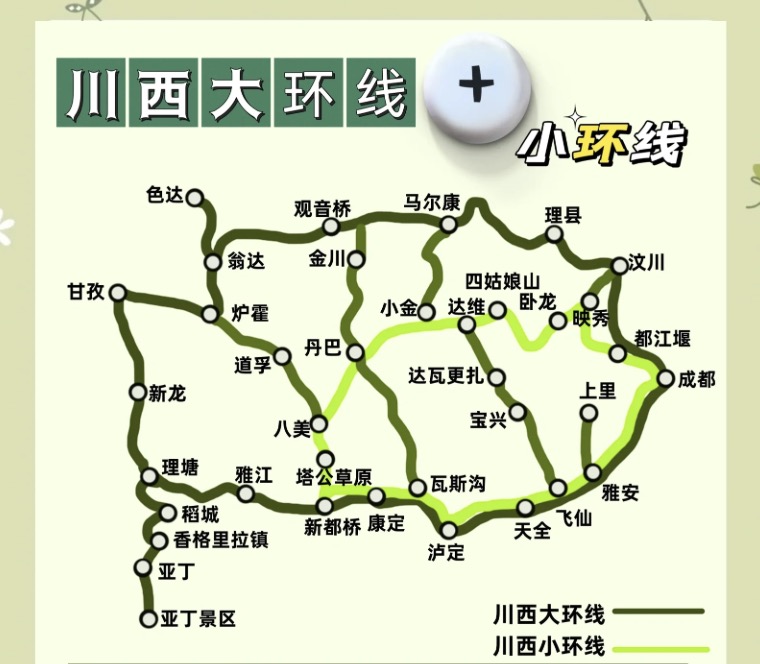 川西大环线
+
小环线
色达
观音桥
马尔康
理县
翁达
金川
汶川
四姑娘山
甘孜
炉霍
小金
达维
卧龙
映秀
道孚
丹巴
都江堰
新龙
达瓦更扎
成都
上里
八美
宝兴
理塘
雅江
塔公草原
瓦斯沟
雅安
稻城
新都桥
康定
天全
飞仙
香格里拉镇
泸定
亚丁
亚丁景区
川西大环线
川西小环线